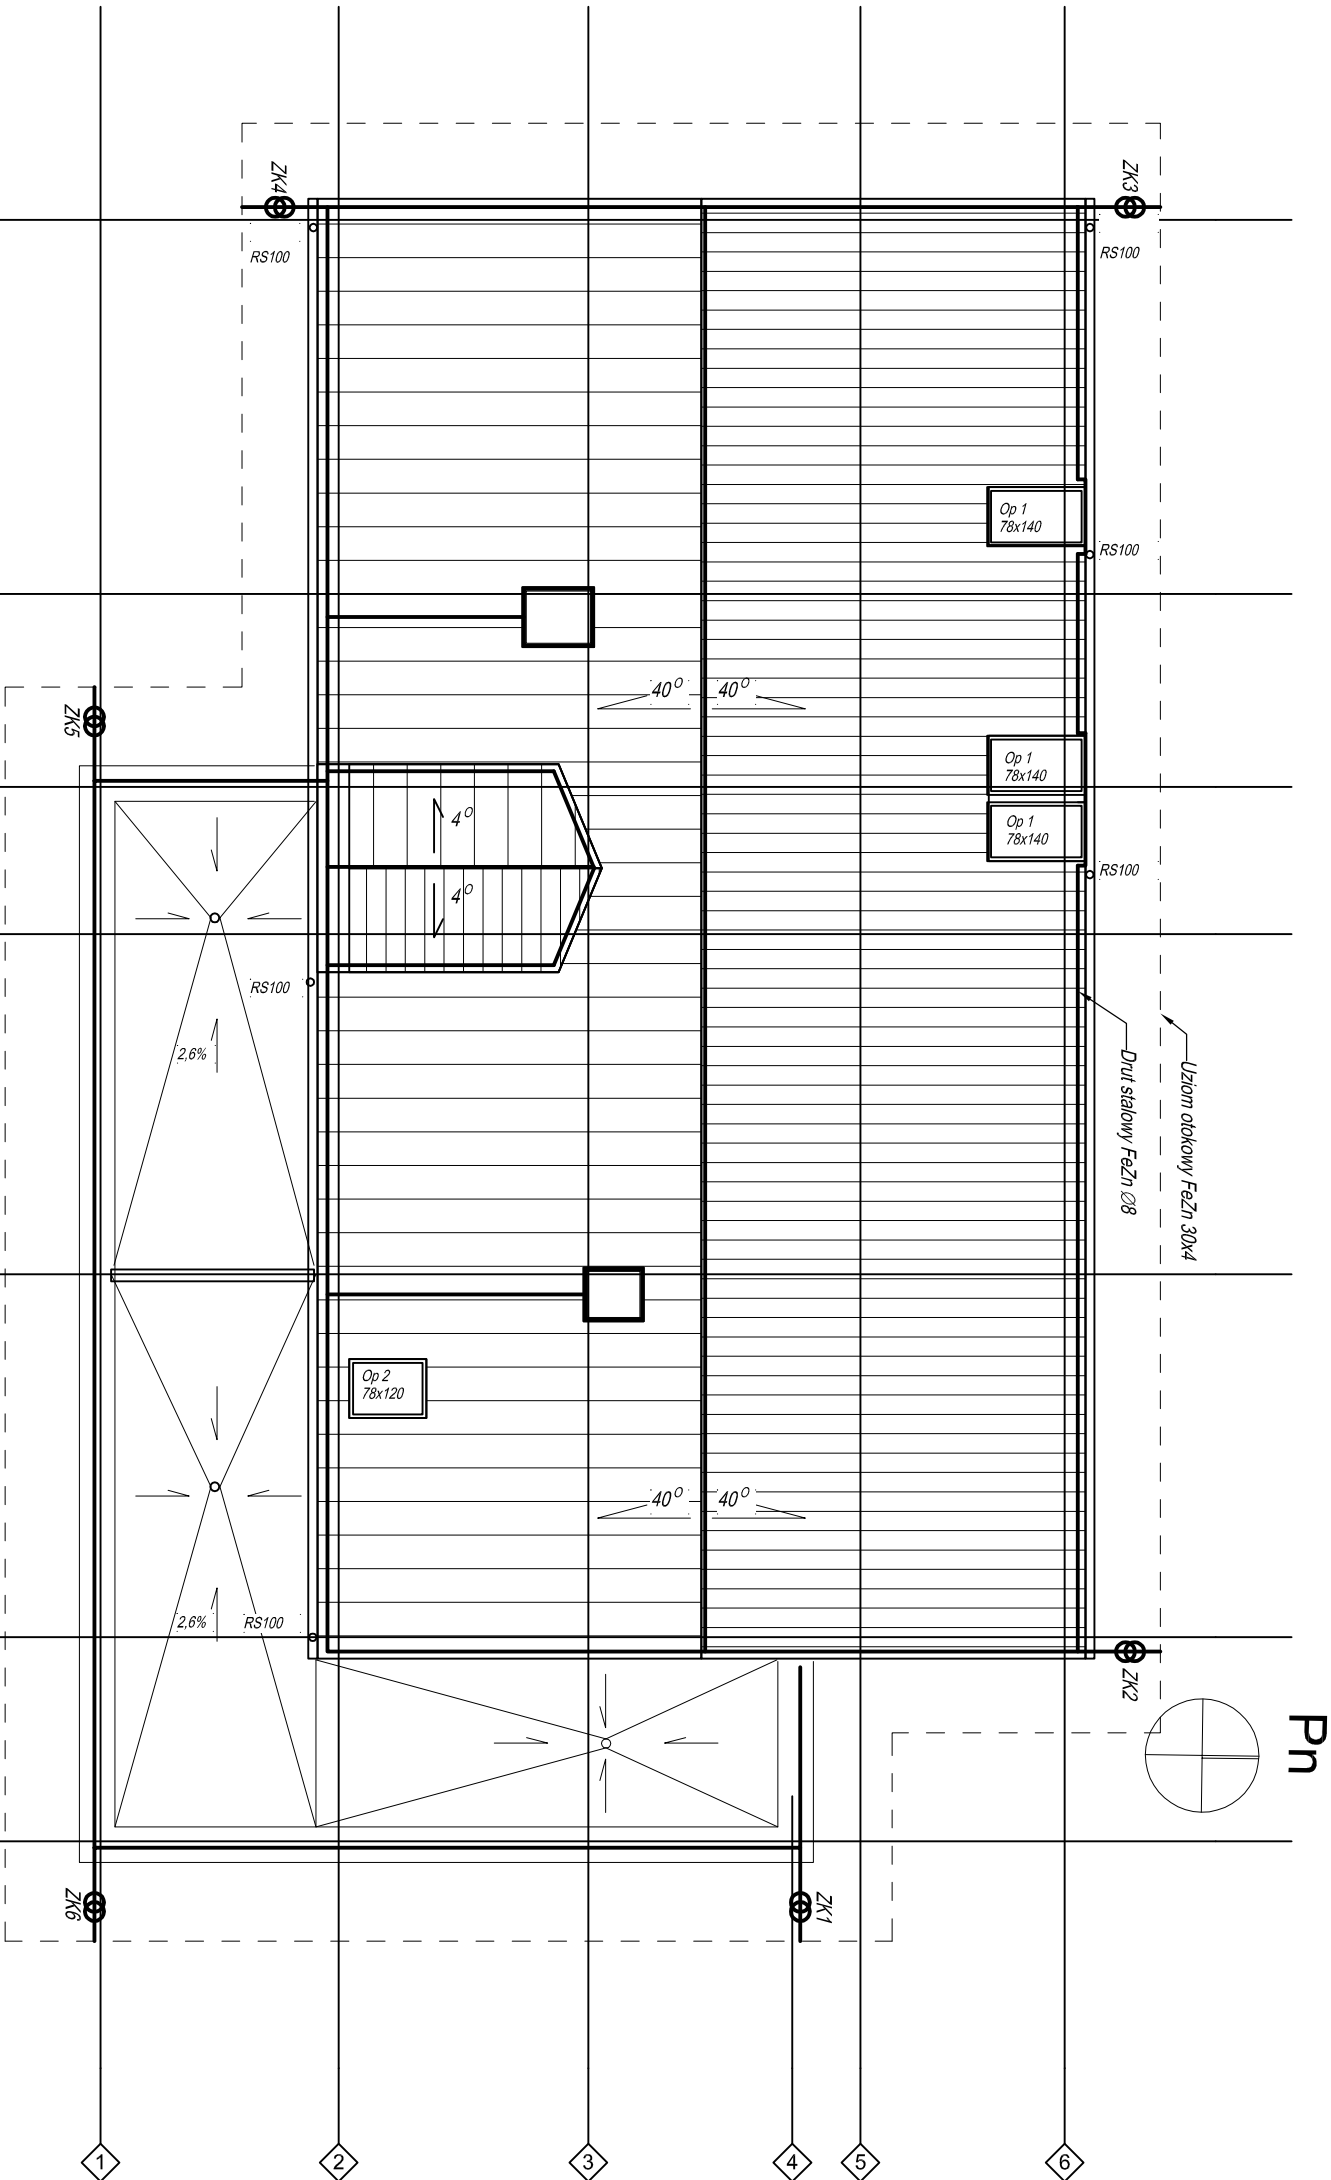 ZK4
ZK3
RS100
RS100
Op 1
78x140
RS100
40°
40°
ZK5
Op 1
78x140
4°
Op 1
78x140
RS100
4°
RS100
2,6%
Drut stalowy FeZn Ø8
Uziom otokowy FeZn 30x4
Op 2
78x120
40°
40°
2,6%
RS100
ZK2
Pn
ZK6
ZK1
1
2
3
4
5
6